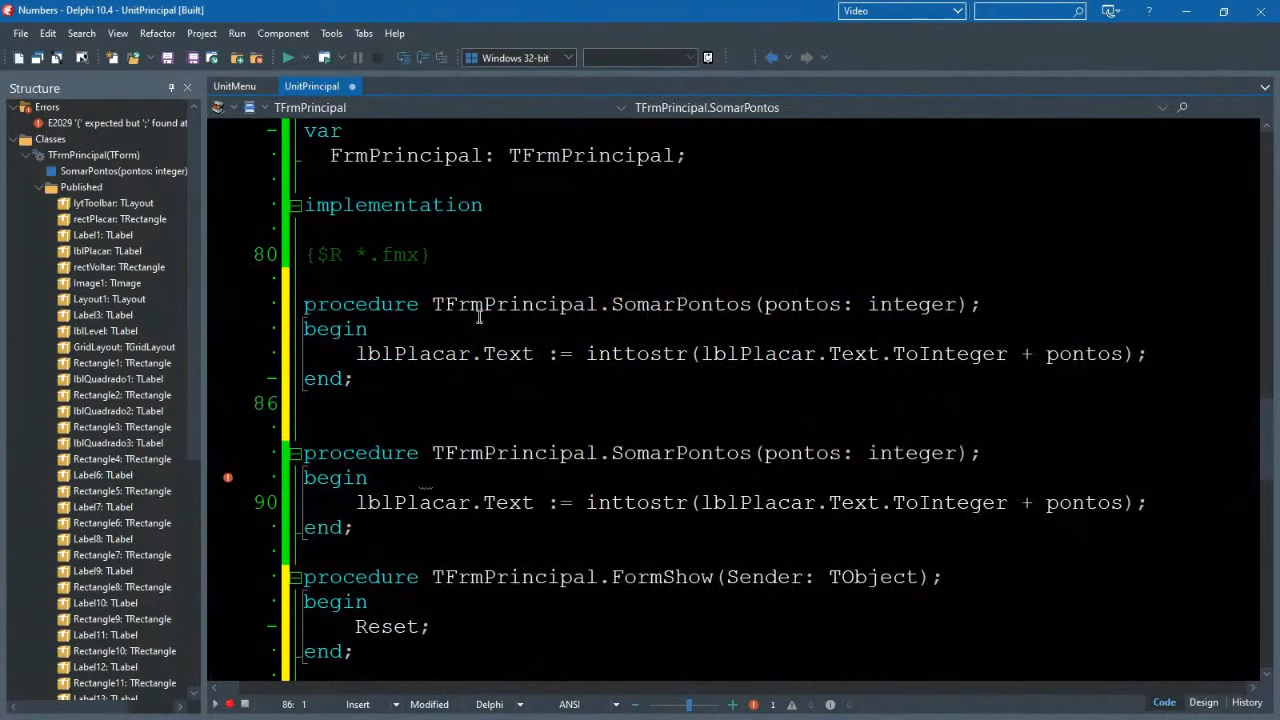 Numbers - Delphi 10.4 - UnitPrincipal [Built]
Video
File Edit Search View Refactor Project Run Component Tools Tabs Help
Windows 32-bit
Structure
UnitMenu UnitPrincipal
TFrmPrincipal TFrmPrincipal.SomarPontos
Errors
E2029 '(' expected but ';' found at
Classes
TFrmPrincipal(TForm)
SomarPontos(pontos: integer)
Published
lytToolbar: TLayout
rectPlacar: TRectangle
Label1: TLabel
lblPlacar: TLabel
rectVoltar: TRectangle
Image1: TImage
Layout1: TLayout
Label3: TLabel
lblLevel: TLabel
GridLayout: TGridLayout
Rectangle1: TRectangle
lblQuadrado1: TLabel
Rectangle2: TRectangle
lblQuadrado2: TLabel
Rectangle3: TRectangle
lblQuadrado3: TLabel
Rectangle4: TRectangle
Label6: TLabel
Rectangle5: TRectangle
Label7: TLabel
Rectangle6: TRectangle
Label8: TLabel
Rectangle7: TRectangle
Label9: TLabel
Rectangle8: TRectangle
Label10: TLabel
Rectangle9: TRectangle
Label11: TLabel
Rectangle10: TRectangle
Label12: TLabel
Rectangle11: TRectangle
Label13: TLabel
var
FrmPrincipal: TFrmPrincipal;
implementation
80 {$R *.fmx}
procedure TFrmPrincipal.SomarPontos(pontos: integer);
begin
lblPlacar.Text := inttostr(lblPlacar.Text.ToInteger + pontos);
end;
86
procedure TFrmPrincipal.SomarPontos(pontos: integer);
begin
90 lblPlacar.Text := inttostr(lblPlacar.Text.ToInteger + pontos);
end;
procedure TFrmPrincipal.FormShow(Sender: TObject);
begin
Reset;
end;
86: 1 Insert Delphi ANSI 1 0 0 Code Design History